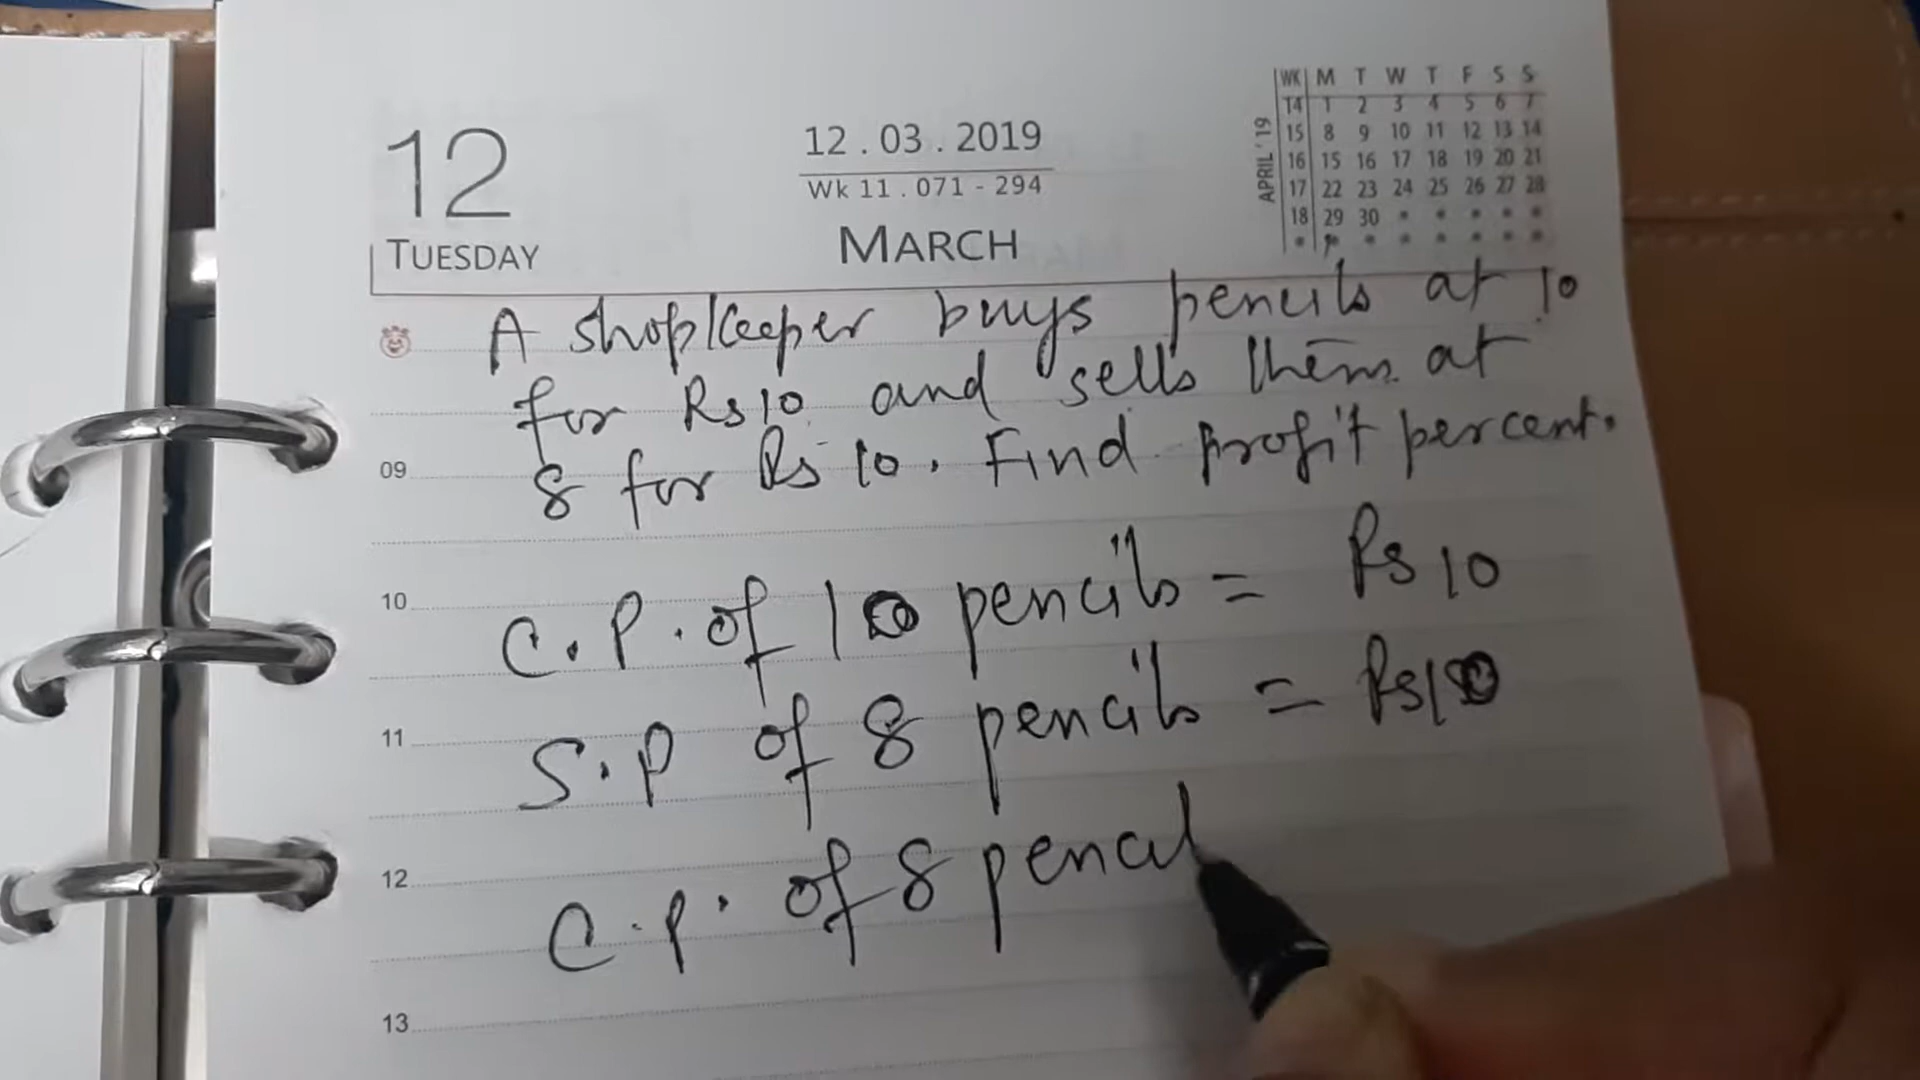 12
TUESDAY
12.03.2019
Wk 11.071 - 294
MARCH
APRIL '19
WK M T W T F S S
14 1 2 3 4 5 6 7
15 8 9 10 11 12 13 14
16 15 16 17 18 19 20 21
17 22 23 24 25 26 27 28
18 29 30 * * * * *
* * * * * * * *
A shopkeeper buys pencils at 10
for Rs 10 and sells them at
09 8 for Rs 10. Find profit percent.
10 C.P. of 10 pencils = Rs 10
11 S.P of 8 pencils = Rs 10
12 C.P. of 8 pencil
13